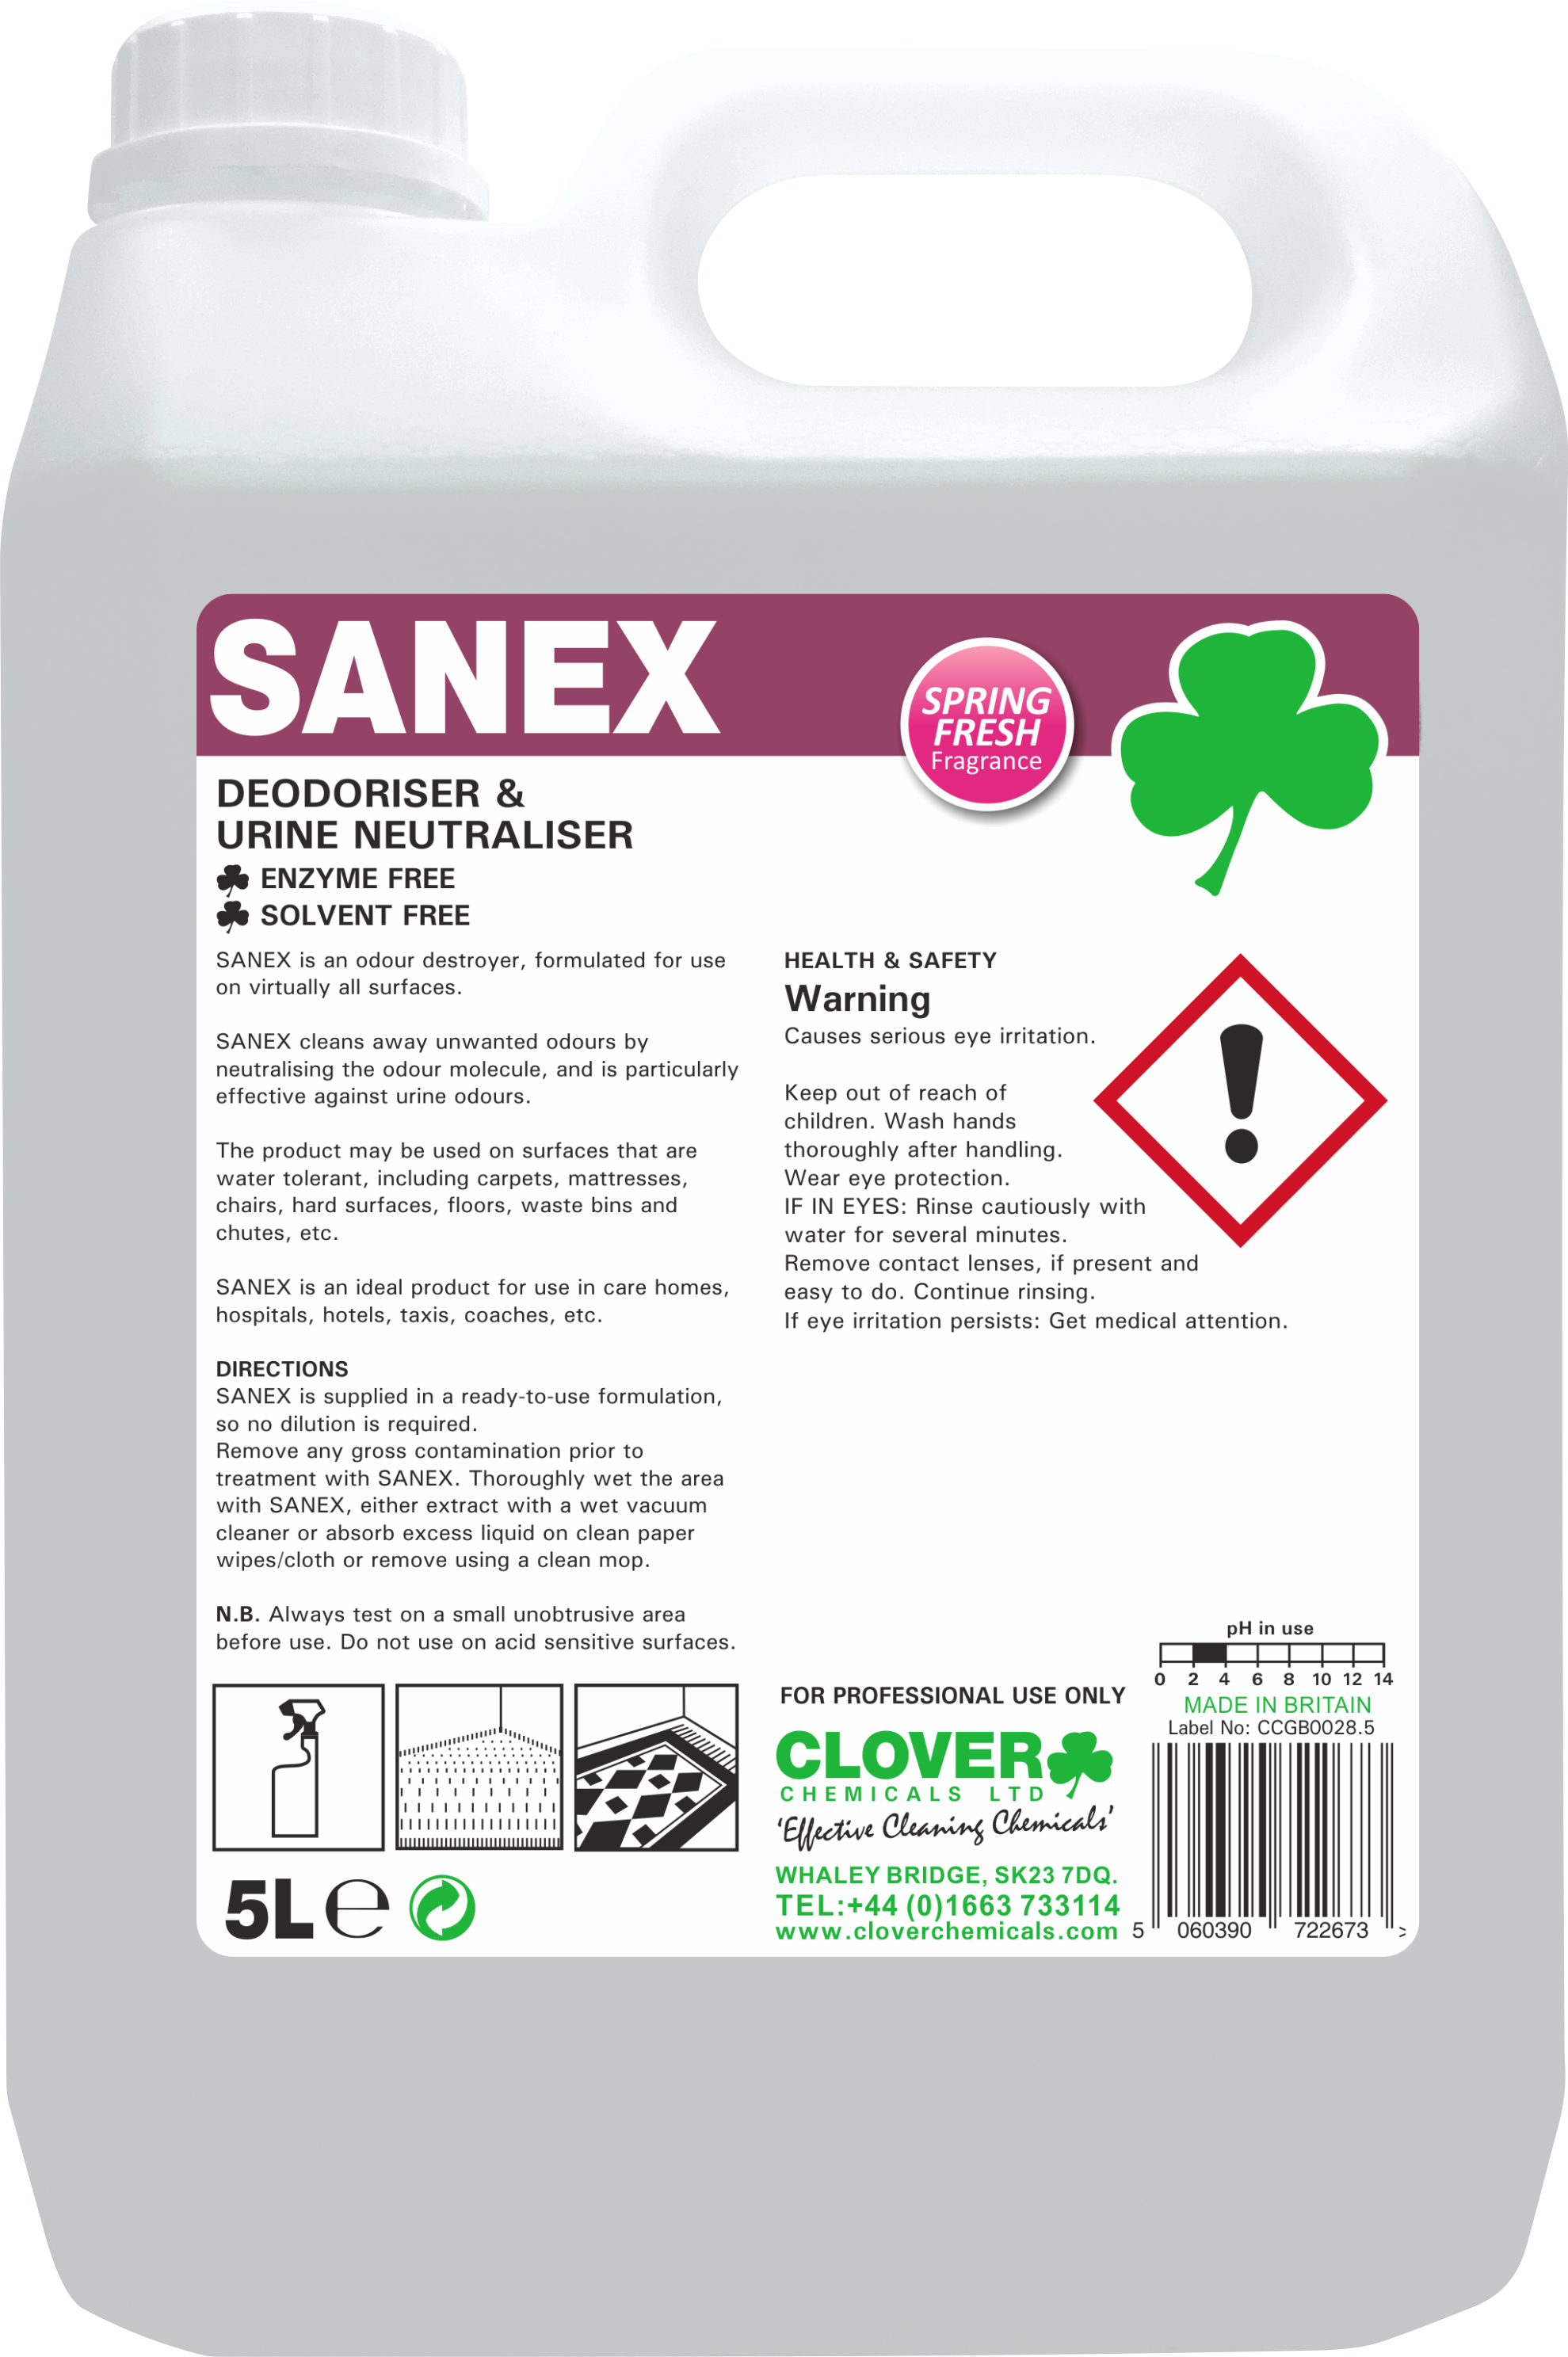 SANEX
SPRING
FRESH
Fragrance
DEODORISER &
URINE NEUTRALISER
ENZYME FREE
SOLVENT FREE
SANEX is an odour destroyer, formulated for use
on virtually all surfaces.
SANEX cleans away unwanted odours by
neutralising the odour molecule, and is particularly
effective against urine odours.
The product may be used on surfaces that are
water tolerant, including carpets, mattresses,
chairs, hard surfaces, floors, waste bins and
chutes, etc.
SANEX is an ideal product for use in care homes,
hospitals, hotels, taxis, coaches, etc.
DIRECTIONS
SANEX is supplied in a ready-to-use formulation,
so no dilution is required.
Remove any gross contamination prior to
treatment with SANEX. Thoroughly wet the area
with SANEX, either extract with a wet vacuum
cleaner or absorb excess liquid on clean paper
wipes/cloth or remove using a clean mop.
N.B. Always test on a small unobtrusive area
before use. Do not use on acid sensitive surfaces.
5L e
HEALTH & SAFETY
Warning
Causes serious eye irritation.
Keep out of reach of
children. Wash hands
thoroughly after handling.
Wear eye protection.
IF IN EYES: Rinse cautiously with
water for several minutes.
Remove contact lenses, if present and
easy to do. Continue rinsing.
If eye irritation persists: Get medical attention.
!
FOR PROFESSIONAL USE ONLY
CLOVER
CHEMICALS LTD
'Effective Cleaning Chemicals'
WHALEY BRIDGE, SK23 7DQ.
TEL:+44 (0)1663 733114
www.cloverchemicals.com
pH in use
0 2 4 6 8 10 12 14
MADE IN BRITAIN
Label No: CCGB0028.5
5 060390 722673 >